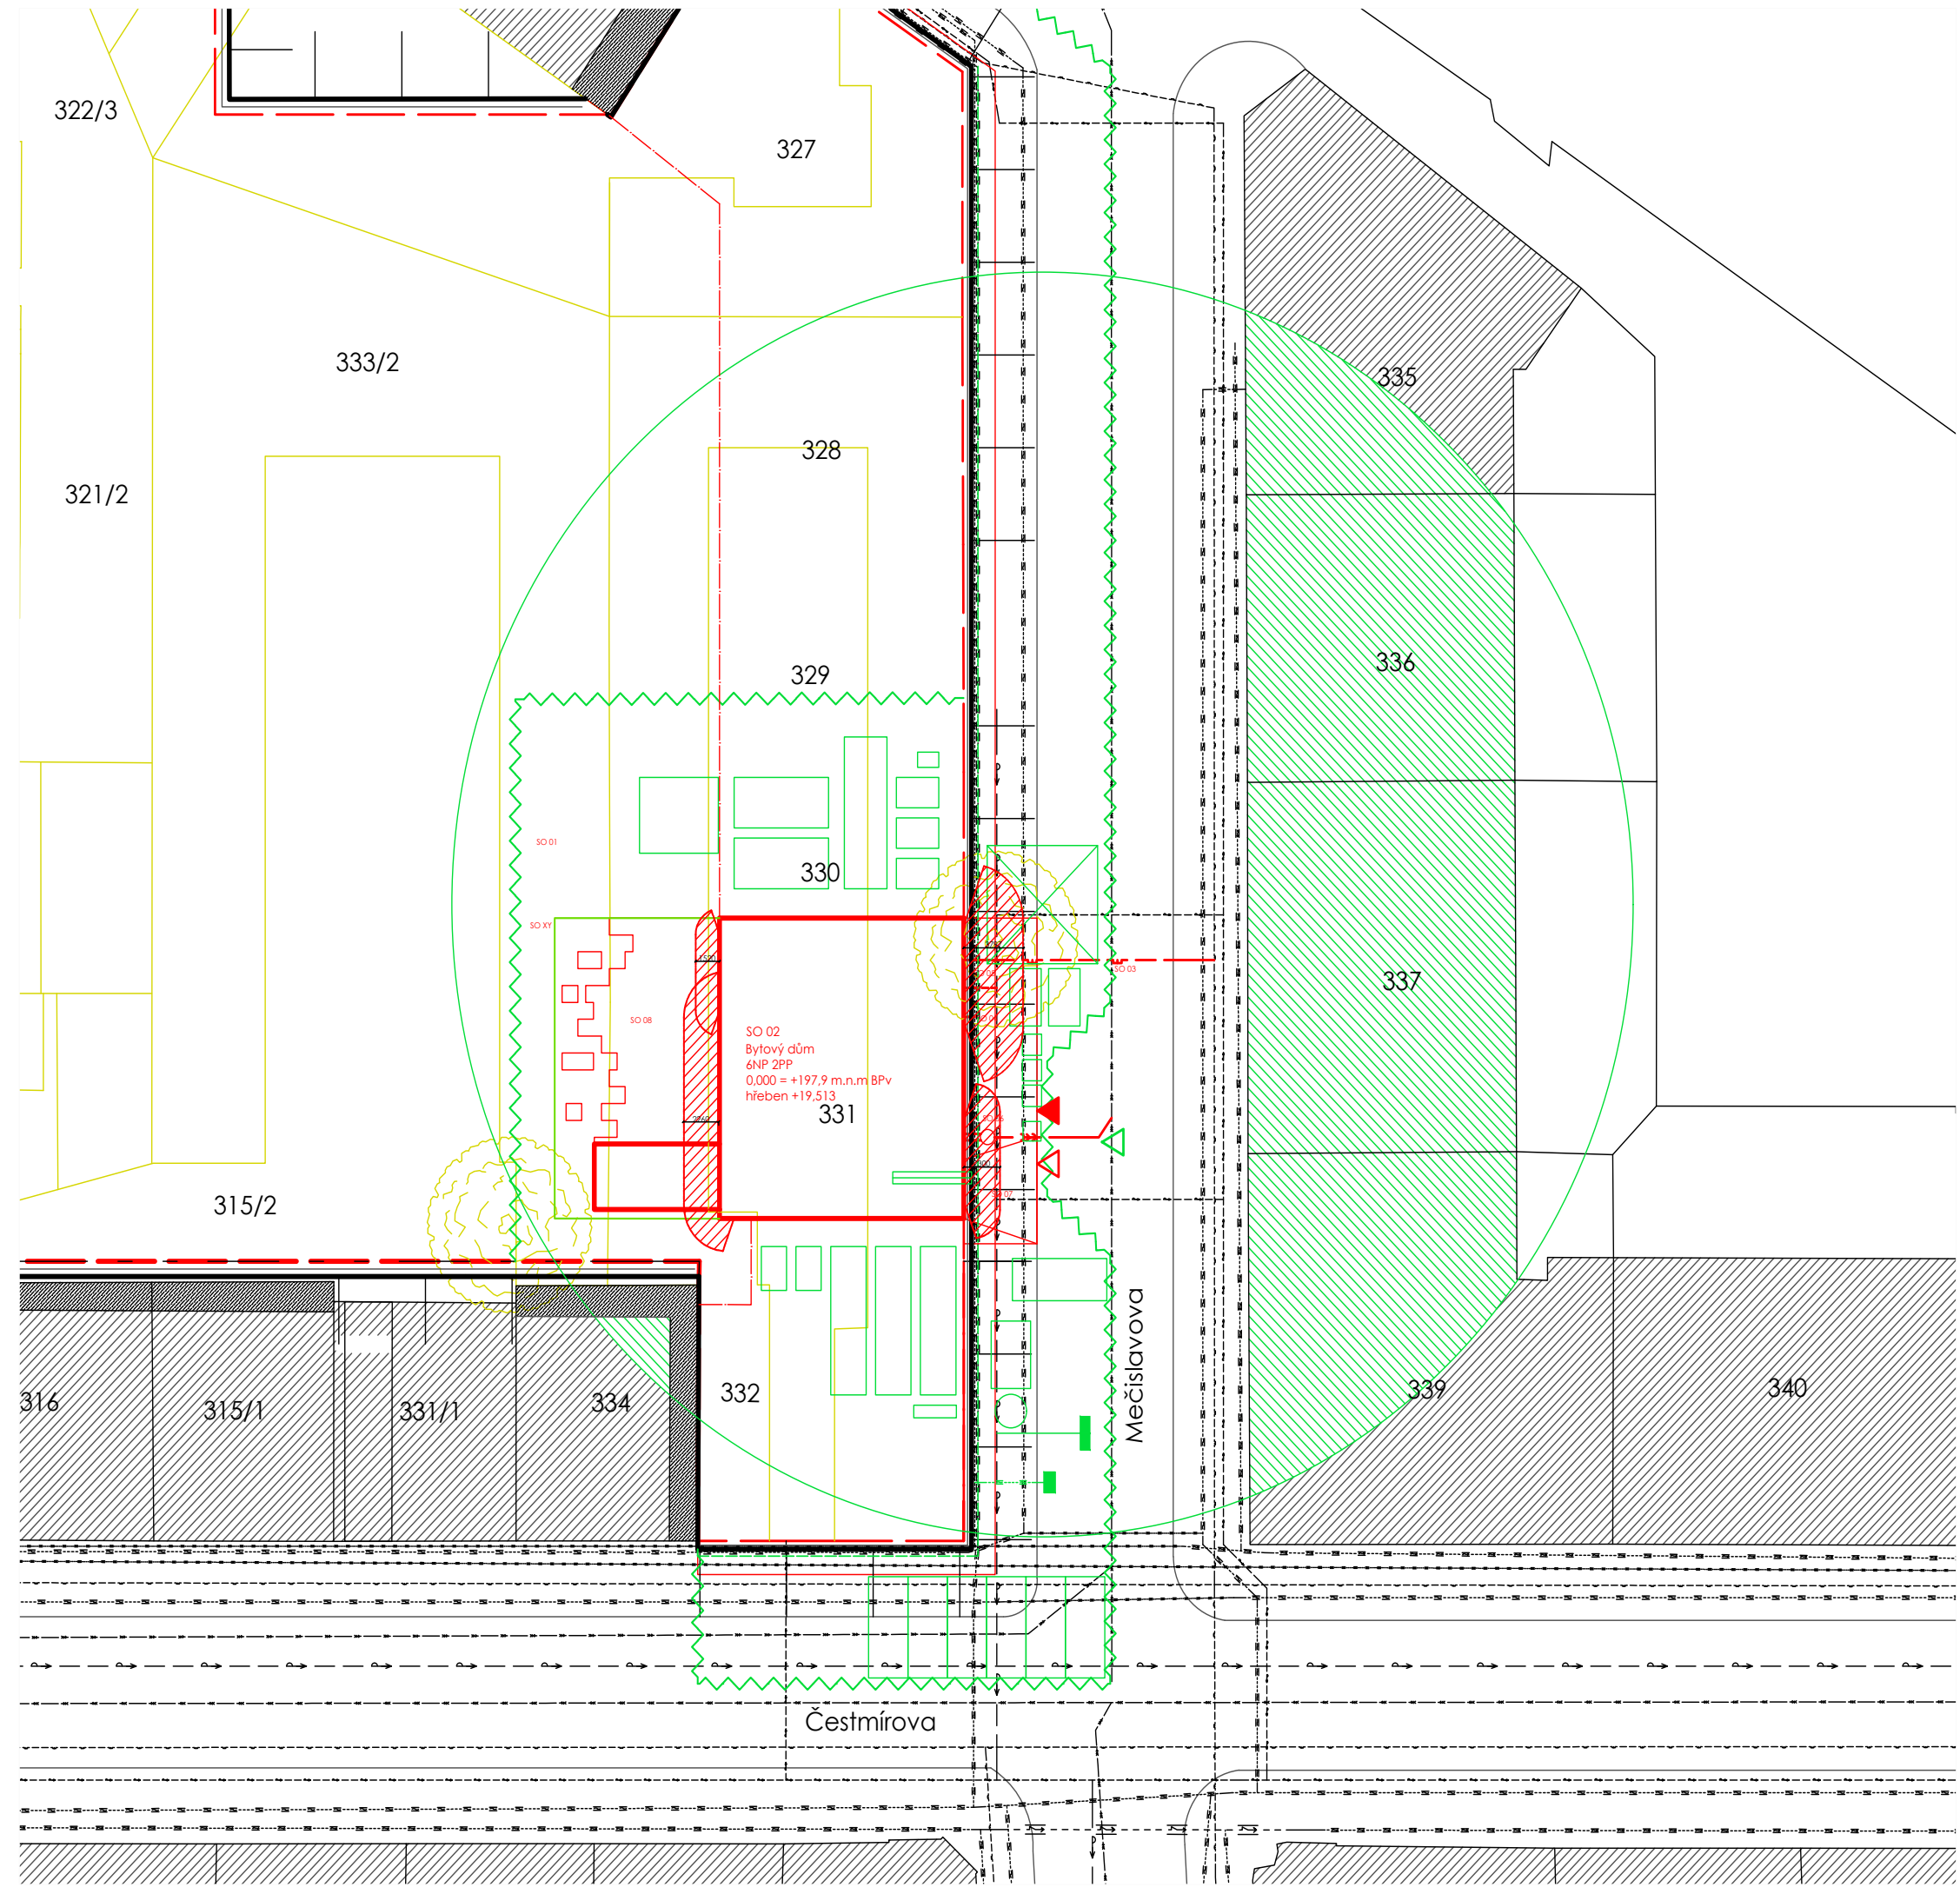 322/3
327
333/2
335
328
321/2
336
329
SO 01
330
SO XY
SO 03
337
SO 08
SO 02
Bytový dům
6NP 2PP
0,000 = +197,9 m.n.m BPv
hřeben +19,513
331
SO 07
315/2
Mečislavova
316
315/1
331/1
334
332
339
340
Čestmírova